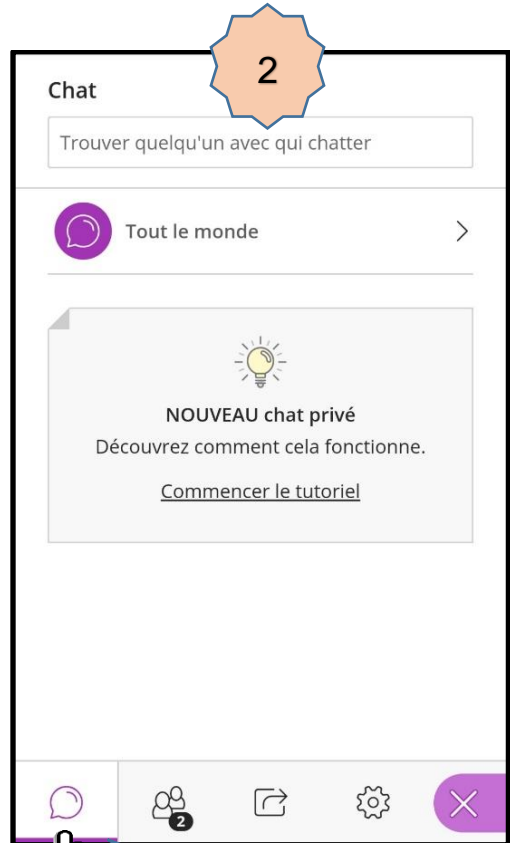 2
Chat
Trouver quelqu'un avec qui chatter
Tout le monde
NOUVEAU chat privé
Découvrez comment cela fonctionne.
Commencer le tutoriel
2